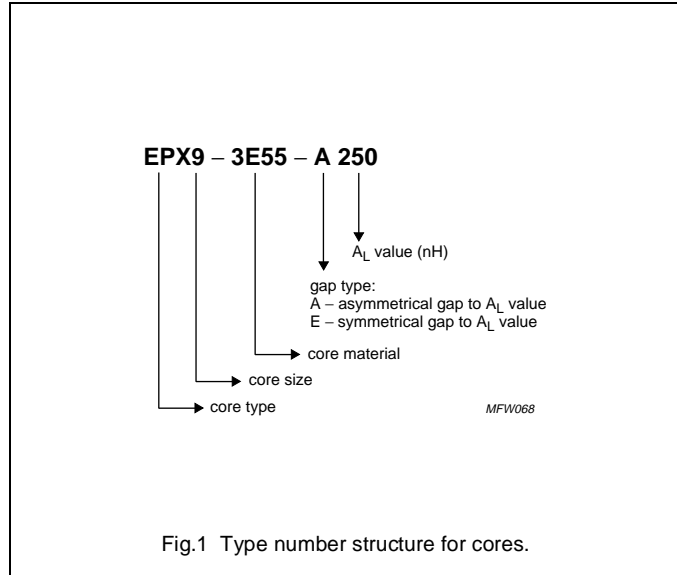 EPX9 – 3E55 – A 250
AL value (nH)
gap type:
A – asymmetrical gap to AL value
E – symmetrical gap to AL value
core material
core size
core type
MFW068
Fig.1 Type number structure for cores.